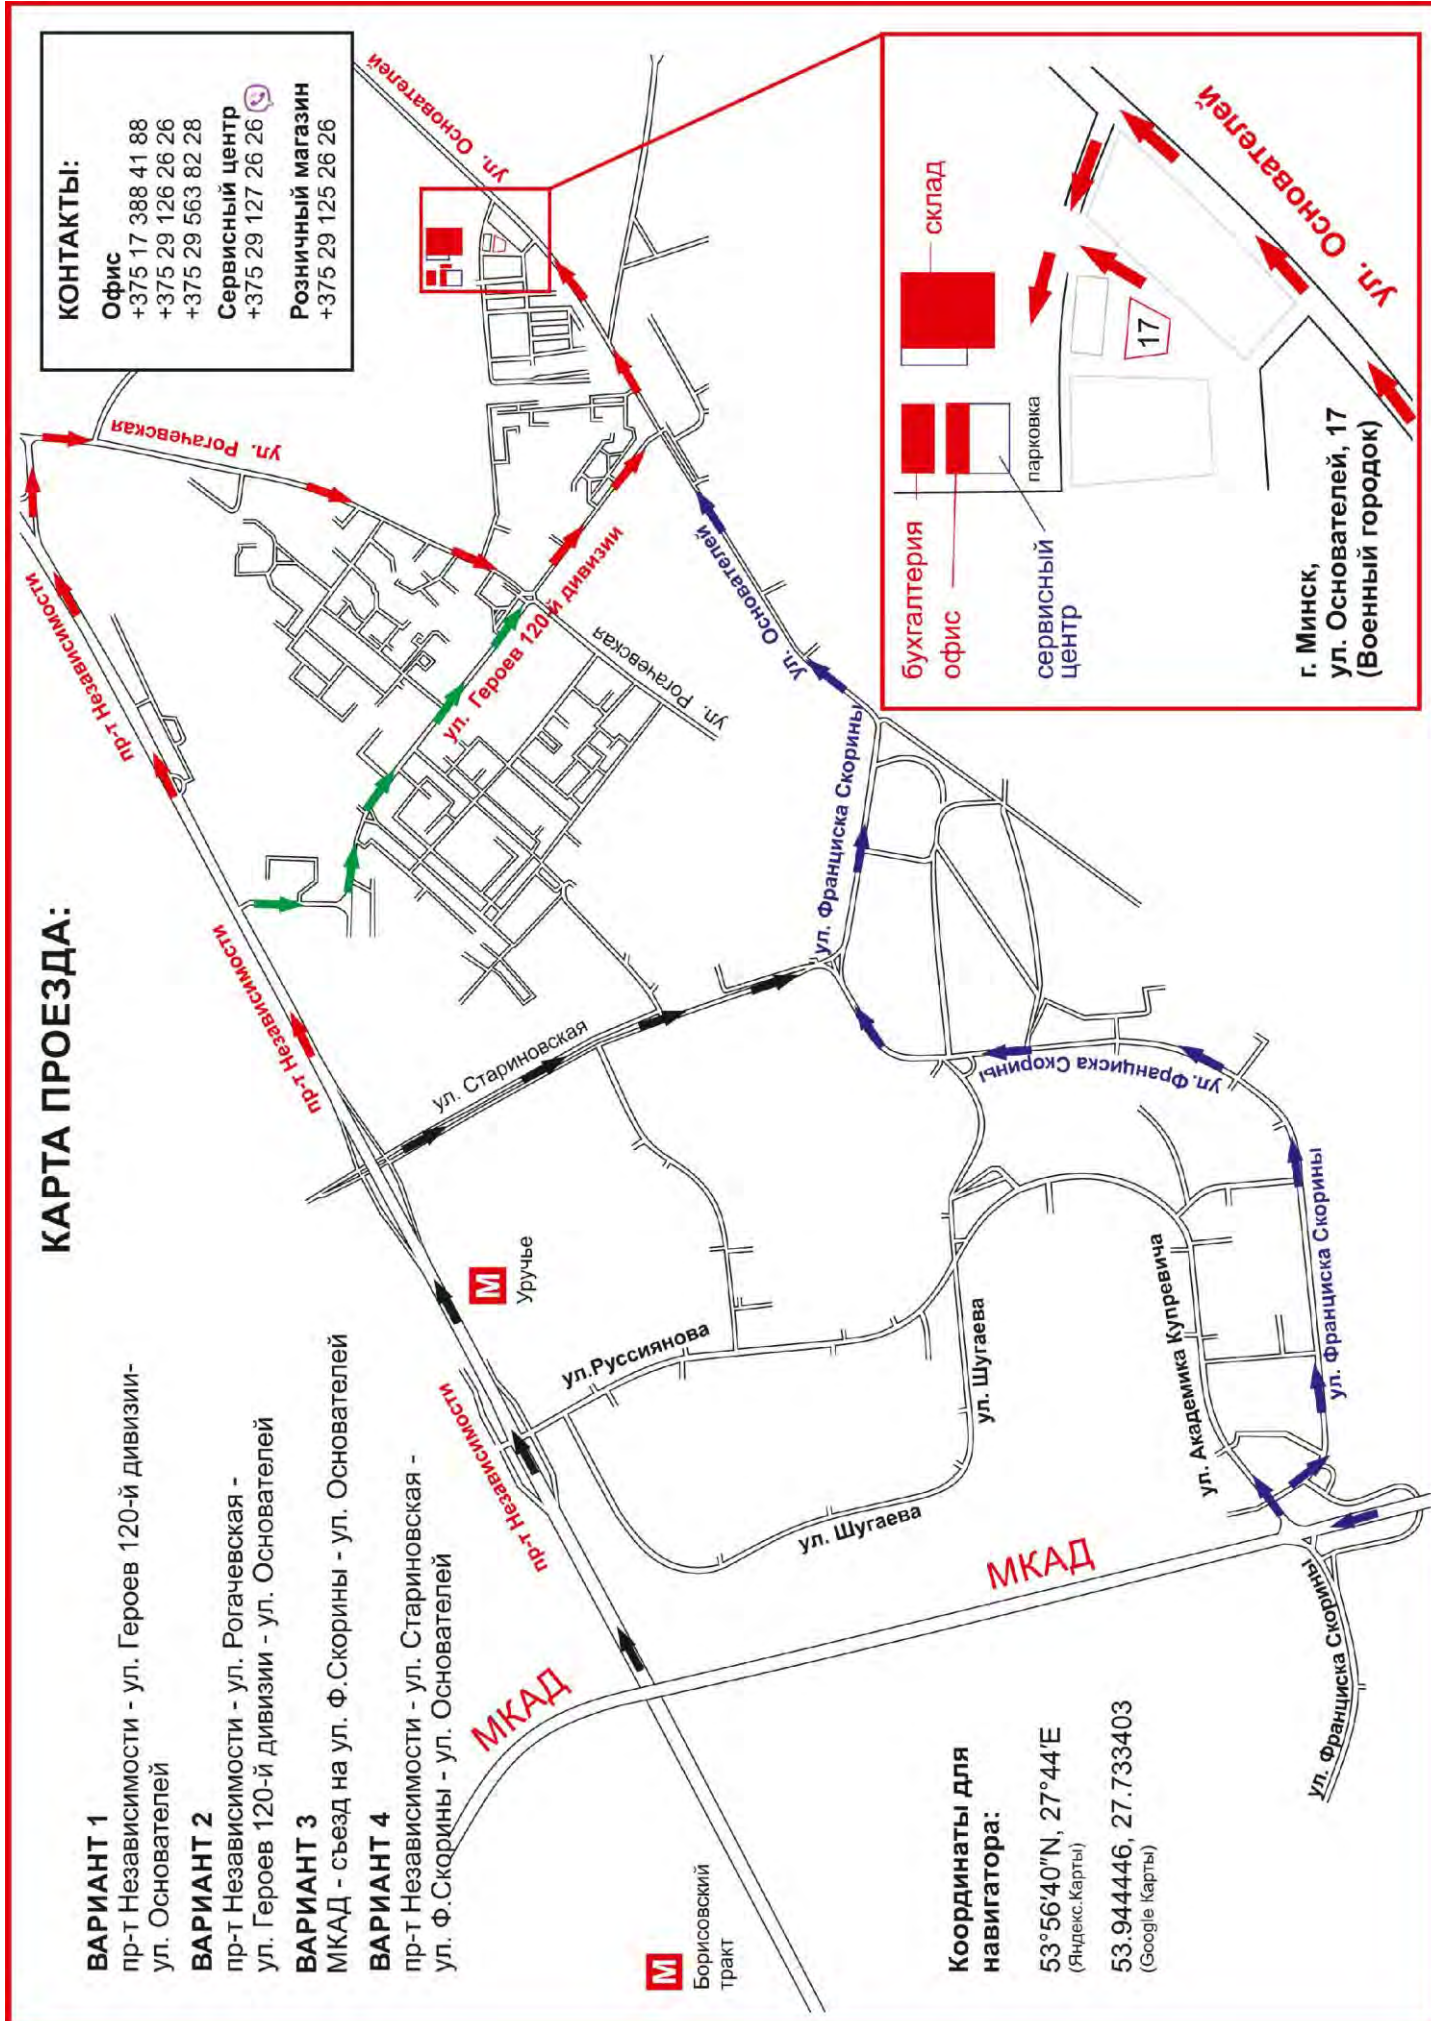 КАРТА ПРОЕЗДА:
ВАРИАНТ 1
пр-т Независимости - ул. Героев 120-й дивизии-
ул. Основателей
ВАРИАНТ 2
пр-т Независимости - ул. Рогачевская -
ул. Героев 120-й дивизии - ул. Основателей
ВАРИАНТ 3
МКАД - съезд на ул. Ф.Скорины - ул. Основателей
ВАРИАНТ 4
пр-т Независимости - ул. Стариновская -
ул. Ф.Скорины - ул. Основателей
КОНТАКТЫ:
Офис
+375 17 388 41 88
+375 29 126 26 26
+375 29 563 82 28
Сервисный центр
+375 29 127 26 26
Розничный магазин
+375 29 125 26 26
пр-т Независимости
пр-т Независимости
пр-т Независимости
пр-т Независимости
ул. Рогачевская
ул. Рогачевская
ул. Героев 120-й дивизии
ул. Основателей
ул. Основателей
ул. Стариновская
М
Уручье
ул.Руссиянова
ул. Шугаева
ул. Шугаева
ул. Академика Купревича
ул. Франциска Скорины
ул. Франциска Скорины
ул. Франциска Скорины
ул. Франциска Скорины
МКАД
МКАД
М
Борисовский
тракт
Координаты для
навигатора:
53°56'40"N, 27°44'E
(Яндекс.Карты)
53.944446, 27.733403
(Google Карты)
бухгалтерия
офис
сервисный
центр
склад
парковка
17
ул. Основателей
г. Минск,
ул. Основателей, 17
(Военный городок)